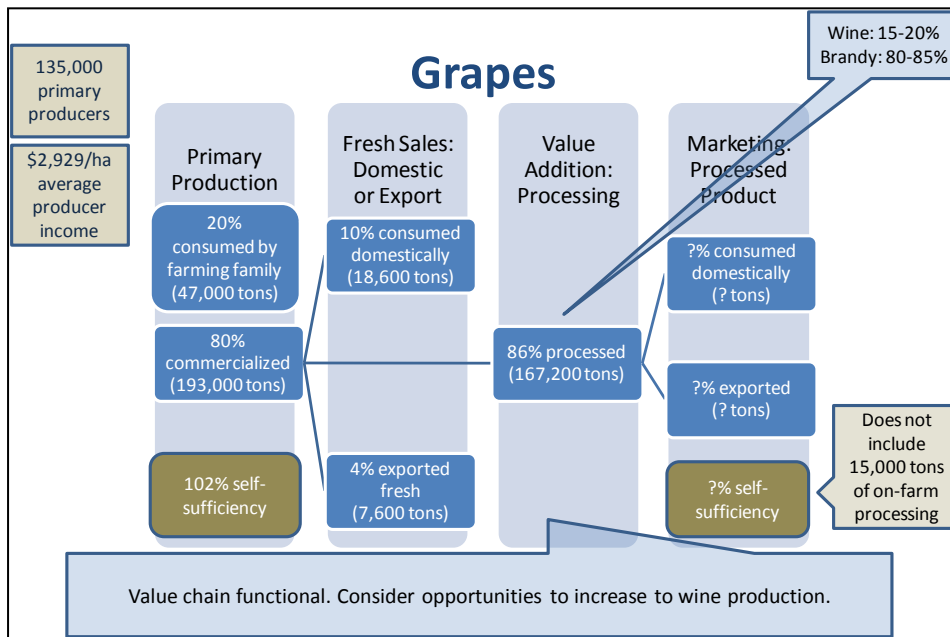 Grapes
135,000
primary
producers
$2,929/ha
average
producer
income
Wine: 15-20%
Brandy: 80-85%
Primary
Production
20%
consumed by
farming family
(47,000 tons)
80%
commercialized
(193,000 tons)
102% self-
sufficiency
Fresh Sales:
Domestic
or Export
10% consumed
domestically
(18,600 tons)
4% exported
fresh
(7,600 tons)
Value
Addition:
Processing
86% processed
(167,200 tons)
Marketing:
Processed
Product
?% consumed
domestically
(? tons)
?% exported
(? tons)
?% self-
sufficiency
Does not
include
15,000 tons
of on-farm
processing
Value chain functional. Consider opportunities to increase to wine production.